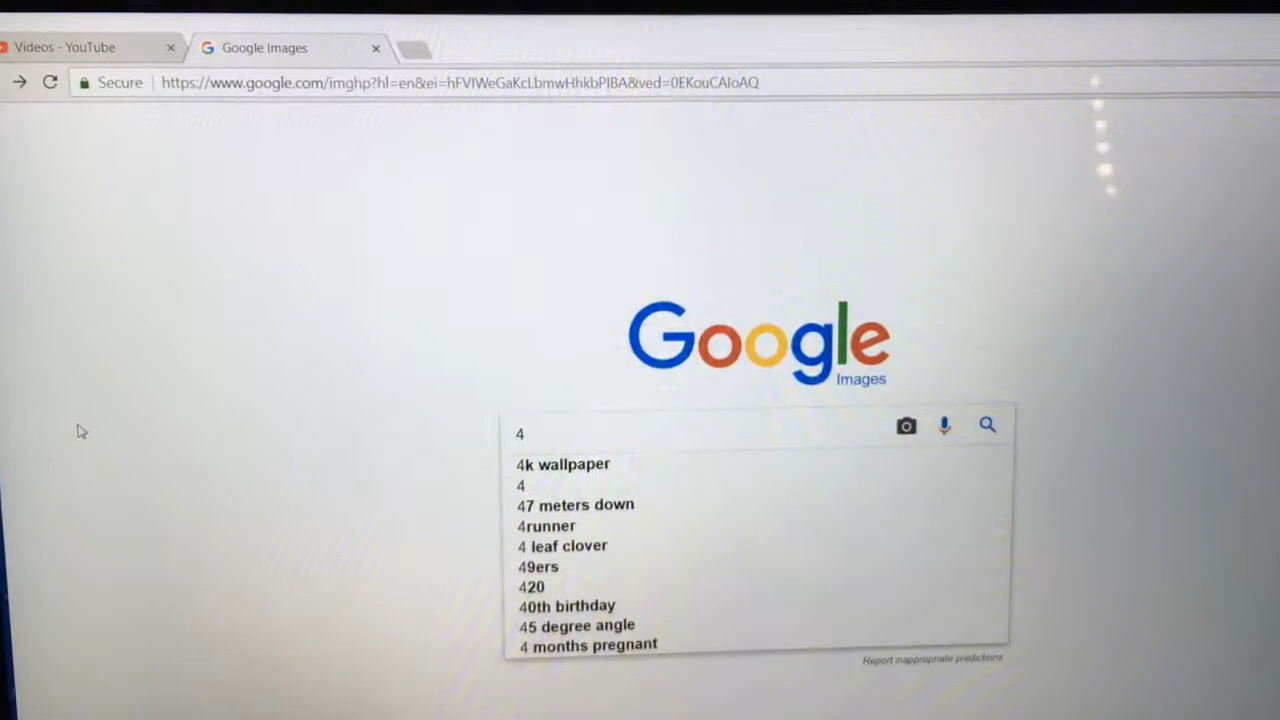 Videos - YouTube
Google Images
Secure
https://www.google.com/imghp?hl=en&ei=hFVIWeGaKcLbmwHhkbPIBA&ved=0EKouCAIoAQ
Google
Images
4
4k wallpaper
4
47 meters down
4runner
4 leaf clover
49ers
420
40th birthday
45 degree angle
4 months pregnant
Report inappropriate predictions